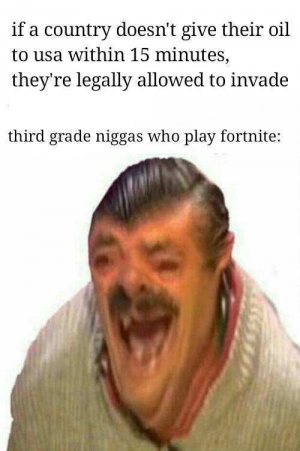 if a country doesn't give their oil
to usa within 15 minutes,
they're legally allowed to invade
third grade niggas who play fortnite: